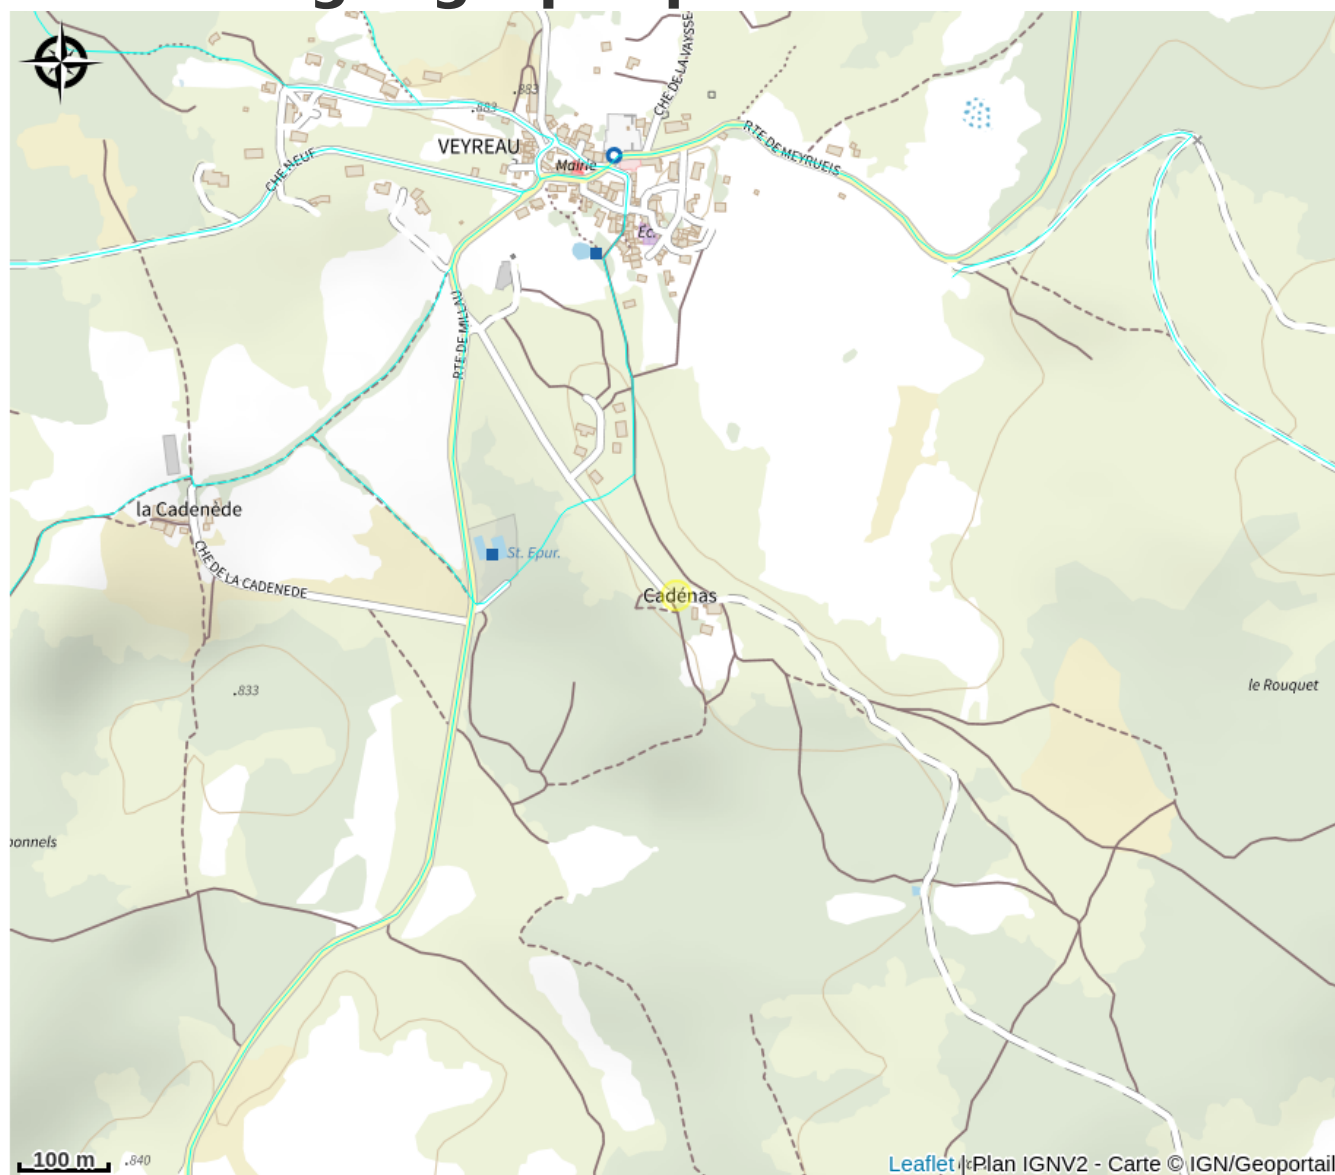 .883
.883
CHE DE LA VAYSSE
VEYREAU
Mairie
RTE DE MEYRUEIS
CHE NEUF
Éc.
RTE DE MILLAU
la Cadenède
St. Epur.
CHE DE LA CADENEDE
Cadénas
.833
le Rouquet
onnels
100 m
.840
Leaflet | Plan IGNV2 - Carte © IGN/Geoportail